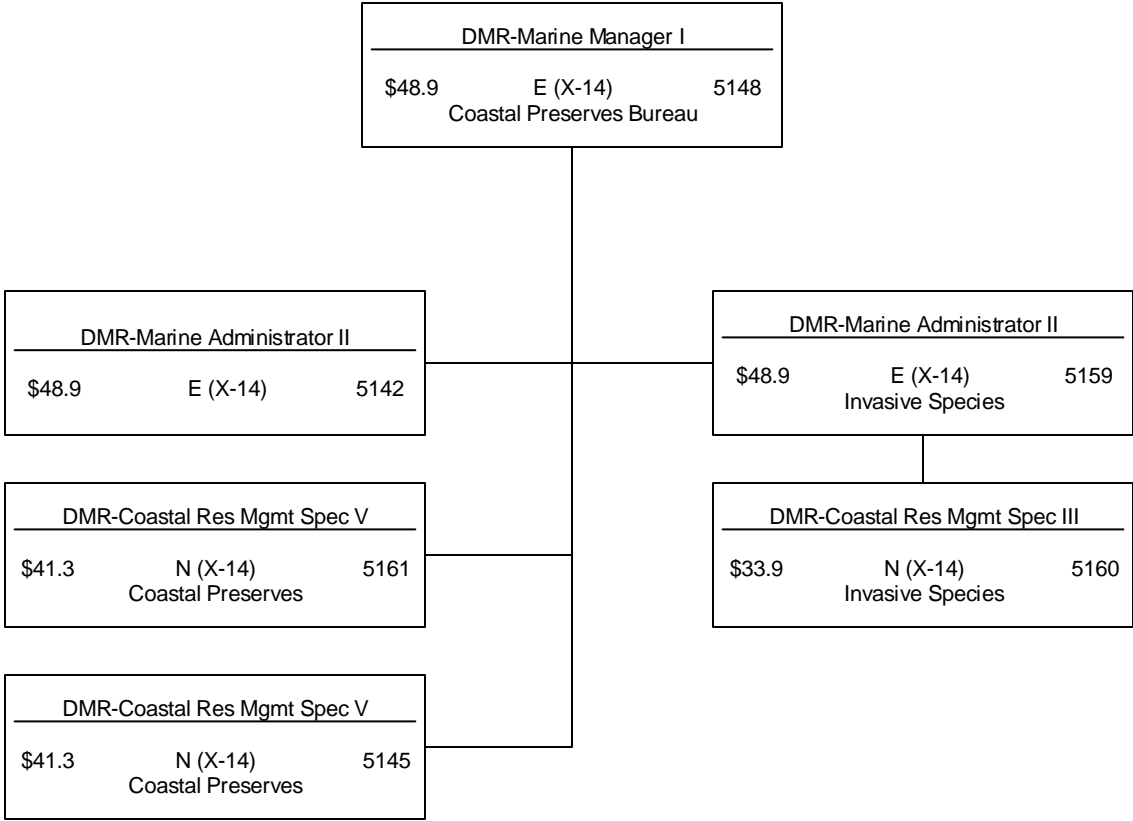 DMR-Marine Manager I
$48.9 E (X-14) 5148
Coastal Preserves Bureau
DMR-Marine Administrator II
$48.9 E (X-14) 5142
DMR-Marine Administrator II
$48.9 E (X-14) 5159
Invasive Species
DMR-Coastal Res Mgmt Spec V
$41.3 N (X-14) 5161
Coastal Preserves
DMR-Coastal Res Mgmt Spec III
$33.9 N (X-14) 5160
Invasive Species
DMR-Coastal Res Mgmt Spec V
$41.3 N (X-14) 5145
Coastal Preserves